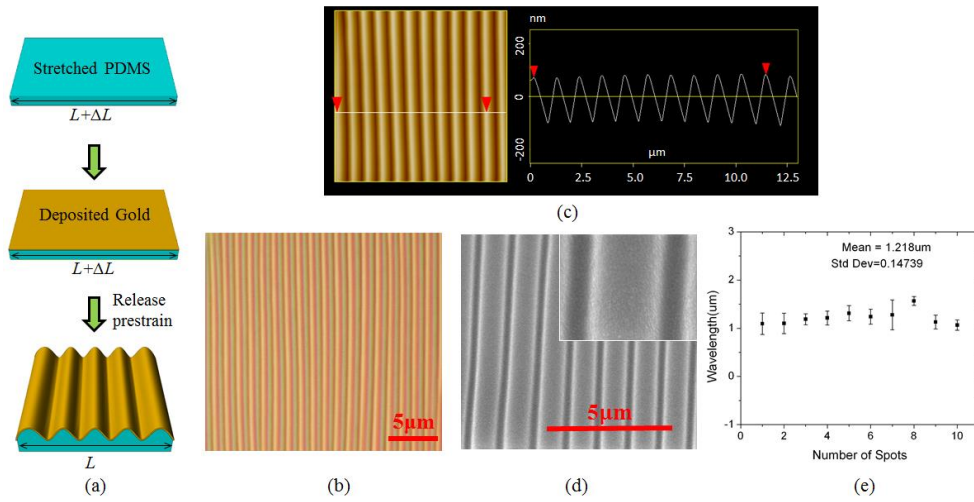 Stretched PDMS
L+ΔL
Deposited Gold
L+ΔL
Release
prestrain
L
(a)
5μm
(b)
nm
200
0
-200
μm
0 2.5 5.0 7.5 10.0 12.5
(c)
5μm
(d)
Mean = 1.218um
Std Dev=0.14739
Wavelength(um)
3
2
1
0
-1
0 2 4 6 8 10
Number of Spots
(e)